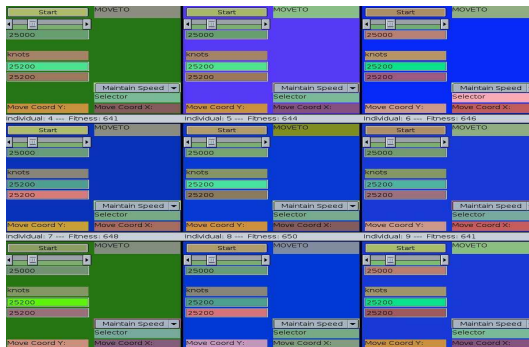 Start MOVETO Start MOVETO Start MOVETO
25000 25000 25000
knots knots knots
25200 25200 25200
25200 25200 25200
Maintain Speed Maintain Speed Maintain Speed
Selector Selector Selector
Move Coord Y: Move Coord X: Move Coord Y: Move Coord X: Move Coord Y: Move Coord X:
Individual: 4 --- Fitness: 641 Individual: 5 --- Fitness: 644 Individual: 6 --- Fitness: 646
Start MOVETO Start MOVETO Start MOVETO
25000 25000 25000
knots knots knots
25200 25200 25200
25200 25200 25200
Maintain Speed Maintain Speed Maintain Speed
Selector Selector Selector
Move Coord Y: Move Coord X: Move Coord Y: Move Coord X: Move Coord Y: Move Coord X:
Individual: 7 --- Fitness: 648 Individual: 8 --- Fitness: 650 Individual: 9 --- Fitness: 641
Start MOVETO Start MOVETO Start MOVETO
25000 25000 25000
knots knots knots
25200 25200 25200
25200 25200 25200
Maintain Speed Maintain Speed Maintain Speed
Selector Selector Selector
Move Coord Y: Move Coord X: Move Coord Y: Move Coord X: Move Coord Y: Move Coord X: